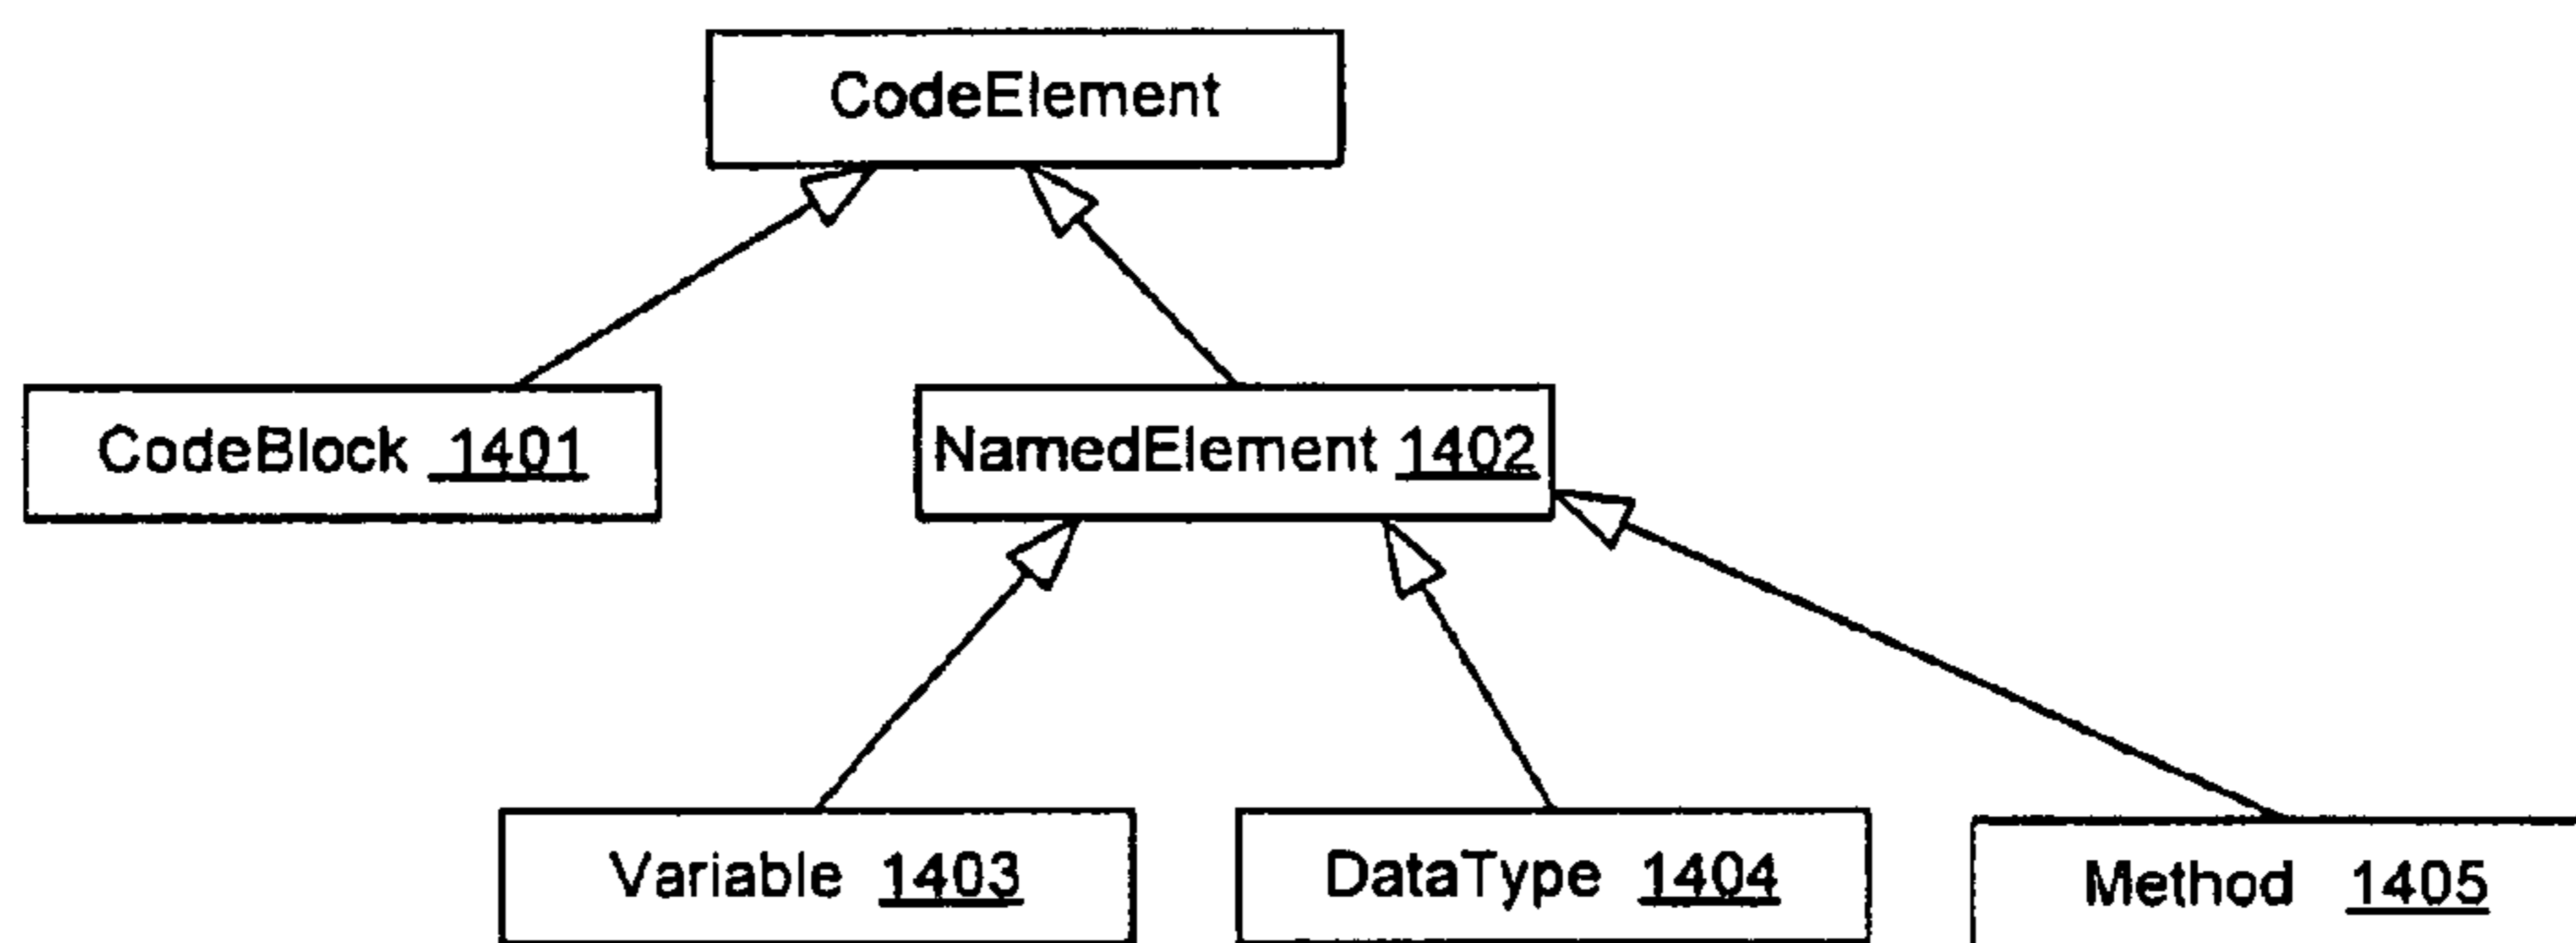 CodeElement
CodeBlock 1401
NamedElement 1402
Variable 1403
DataType 1404
Method 1405